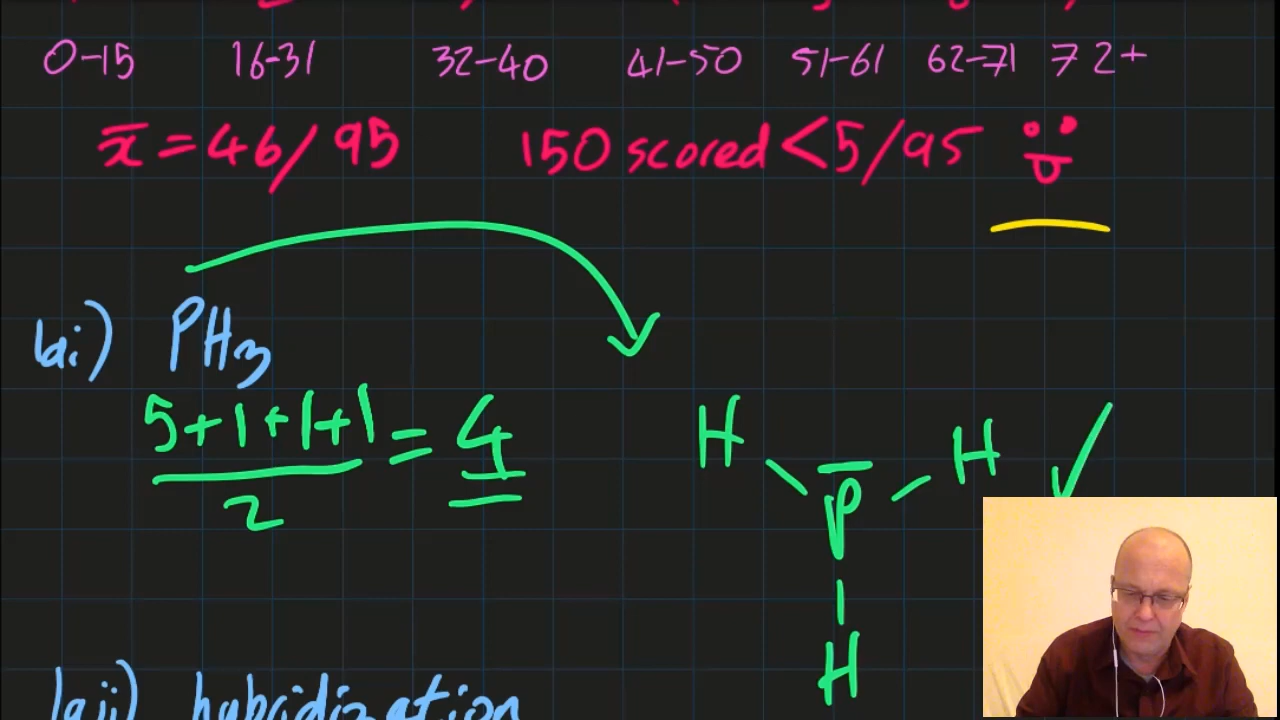 0-15 16-31 32-40 41-50 51-61 62-71 72+
x̄ = 46/95 150 scored <5/95
1ai) PH3
5+1+1+1 = 4
2
H H
P
H
1aii) hybridization